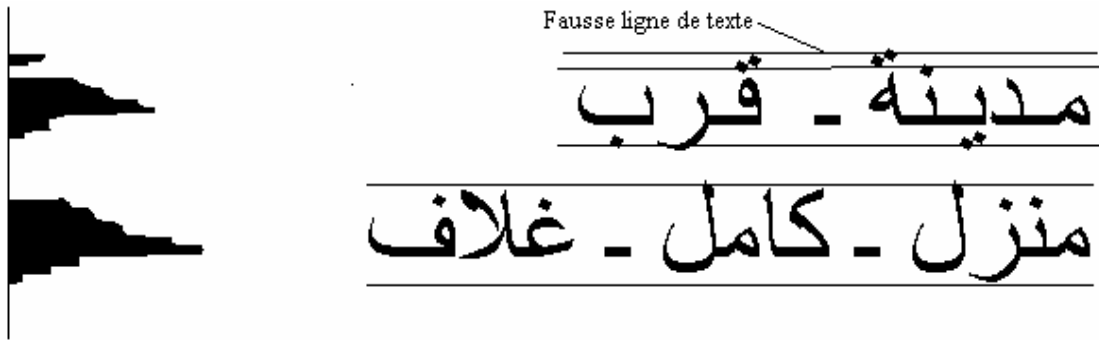 Fausse ligne de texte
مدينة - قرب
منزل - كامل - غلاف